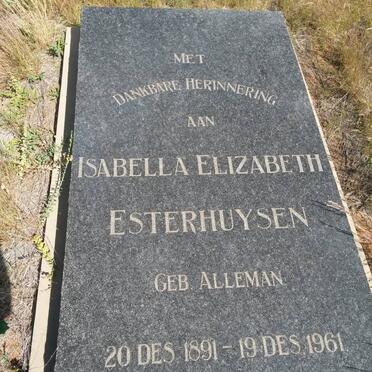 MET
DANKBARE HERINNERING
AAN
ISABELLA ELIZABETH
ESTERHUYSEN
GEB. ALLEMAN
20 DES. 1891 – 19 DES. 1961.